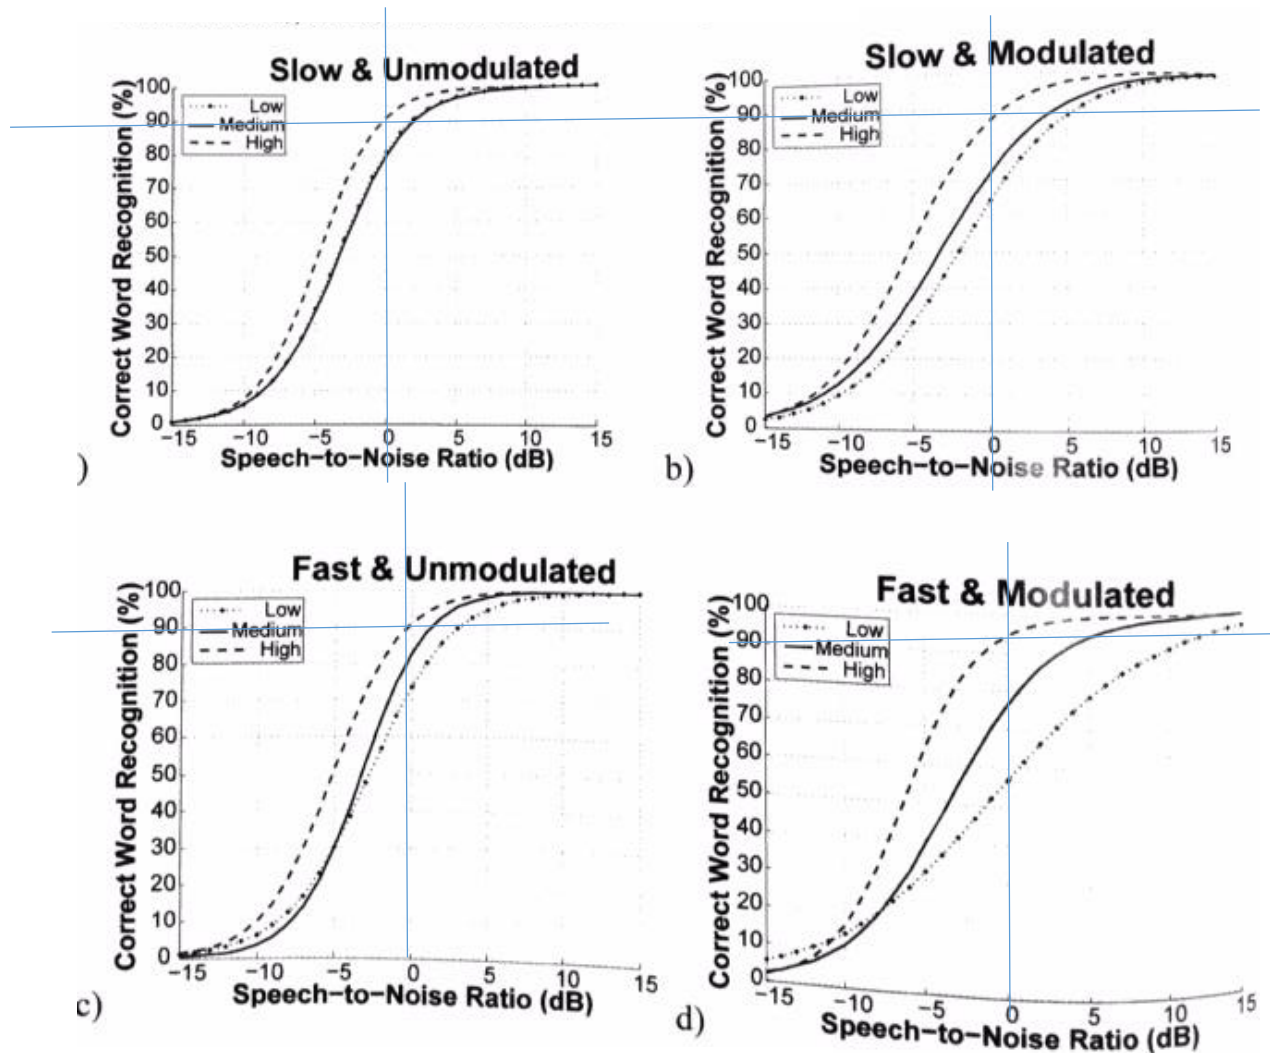 Slow & Unmodulated
Correct Word Recognition (%)
100
90
80
70
60
50
40
30
20
10
0
Low
Medium
High
−15 −10 −5 0 5 10 15
Speech−to−Noise Ratio (dB)
)
Slow & Modulated
Correct Word Recognition (%)
100
90
80
70
60
50
40
30
20
10
0
Low
Medium
High
−15 −10 −5 0 5 10 15
Speech−to−Noise Ratio (dB)
b)
Fast & Unmodulated
Correct Word Recognition (%)
100
90
80
70
60
50
40
30
20
10
0
Low
Medium
High
−15 −10 −5 0 5 10 15
Speech−to−Noise Ratio (dB)
c)
Fast & Modulated
Correct Word Recognition (%)
100
90
80
70
60
50
40
30
20
10
0
Low
Medium
High
−15 −10 −5 0 5 10 15
Speech−to−Noise Ratio (dB)
d)